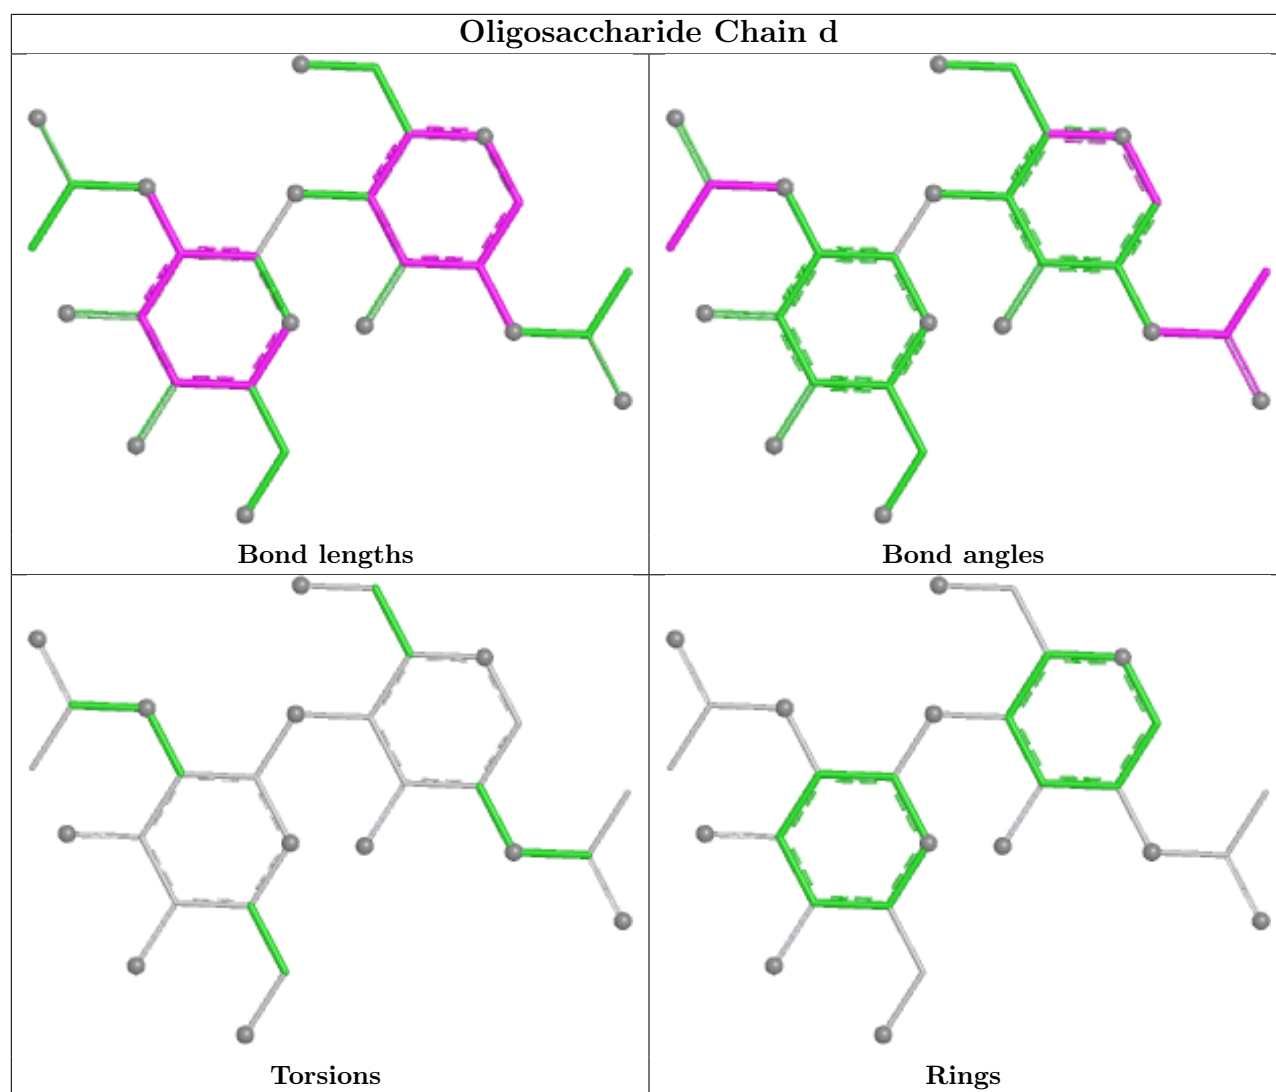 Oligosaccharide Chain d
Bond lengths
Bond angles
Torsions
Rings